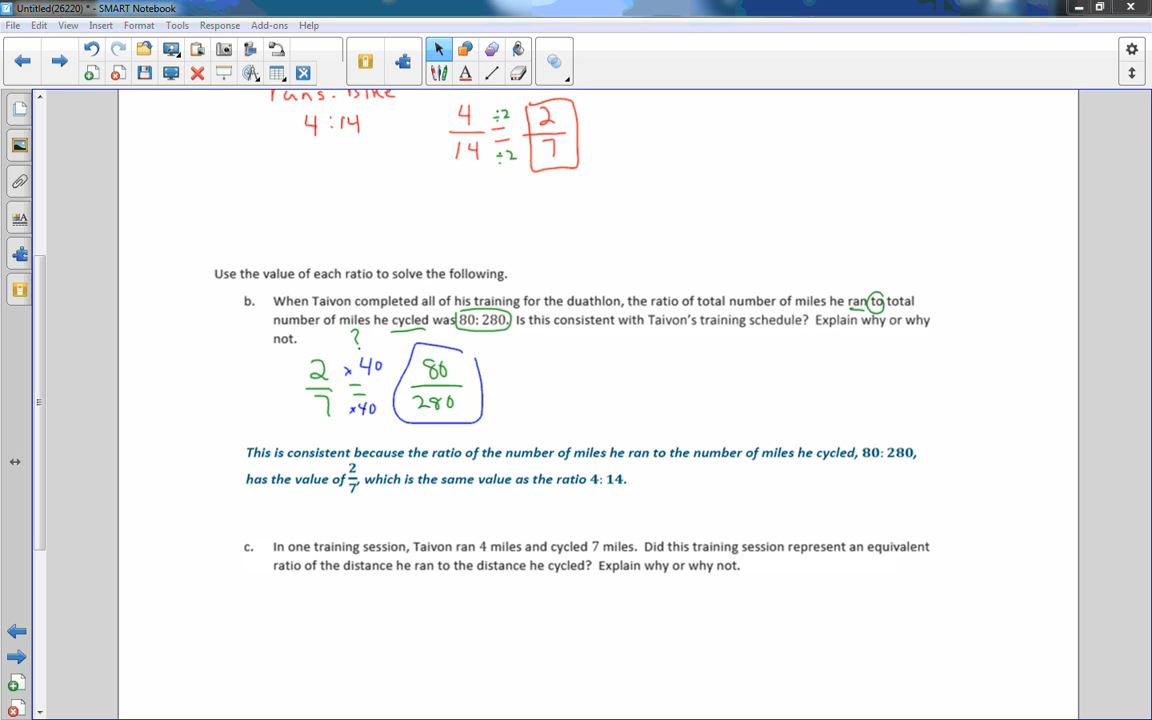 Untitled(26220) * - SMART Notebook
File Edit View Insert Format Tools Response Add-ons Help
rans. bike
4 : 14
4 ÷2 2
14 ÷2 7
=
Use the value of each ratio to solve the following.
b. When Taivon completed all of his training for the duathlon, the ratio of total number of miles he ran to total
number of miles he cycled was 80: 280. Is this consistent with Taivon's training schedule? Explain why or why
not.
?
2 × 40 80
=
7 ×40 280
This is consistent because the ratio of the number of miles he ran to the number of miles he cycled, 80: 280,
has the value of 2/7, which is the same value as the ratio 4: 14.
c. In one training session, Taivon ran 4 miles and cycled 7 miles. Did this training session represent an equivalent
ratio of the distance he ran to the distance he cycled? Explain why or why not.